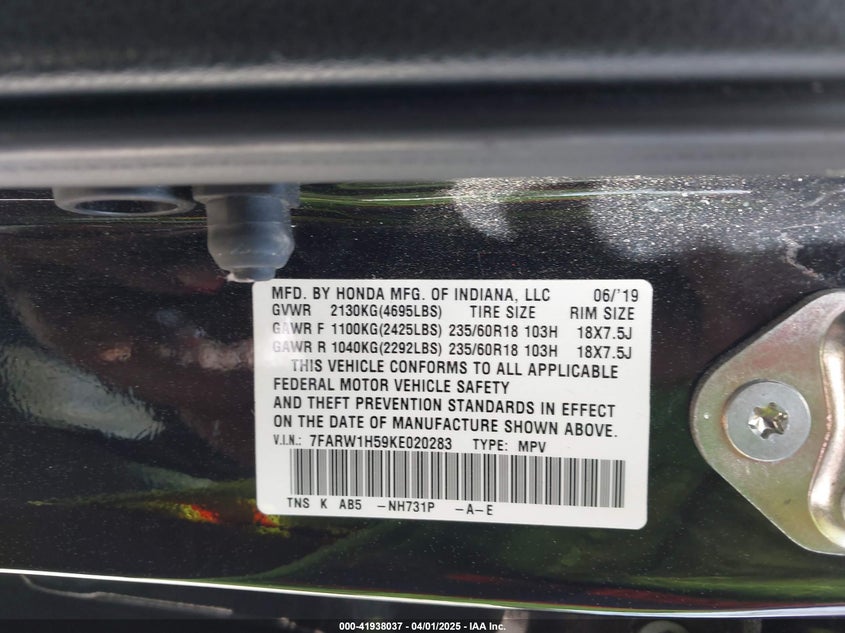 MFD. BY HONDA MFG. OF INDIANA, LLC 06/'19
GVWR 2130KG(4695LBS) TIRE SIZE RIM SIZE
GAWR F 1100KG(2425LBS) 235/60R18 103H 18X7.5J
GAWR R 1040KG(2292LBS) 235/60R18 103H 18X7.5J
THIS VEHICLE CONFORMS TO ALL APPLICABLE
FEDERAL MOTOR VEHICLE SAFETY
AND THEFT PREVENTION STANDARDS IN EFFECT
ON THE DATE OF MANUFACTURE SHOWN ABOVE.
V.I.N.: 7FARW1H59KE020283 TYPE: MPV
TNS K AB5 -NH731P -A-E
000-41938037 - 04/01/2025 - IAA Inc.